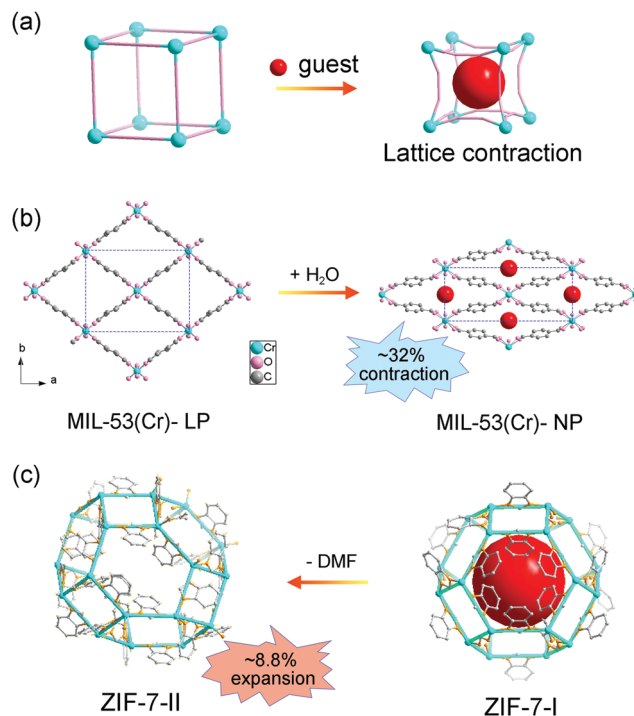 (a)
guest
Lattice contraction
(b)
+ H₂O
Cr
O
C
b
a
~32%
contraction
MIL-53(Cr)- LP
MIL-53(Cr)- NP
(c)
- DMF
~8.8%
expansion
ZIF-7-II
ZIF-7-I